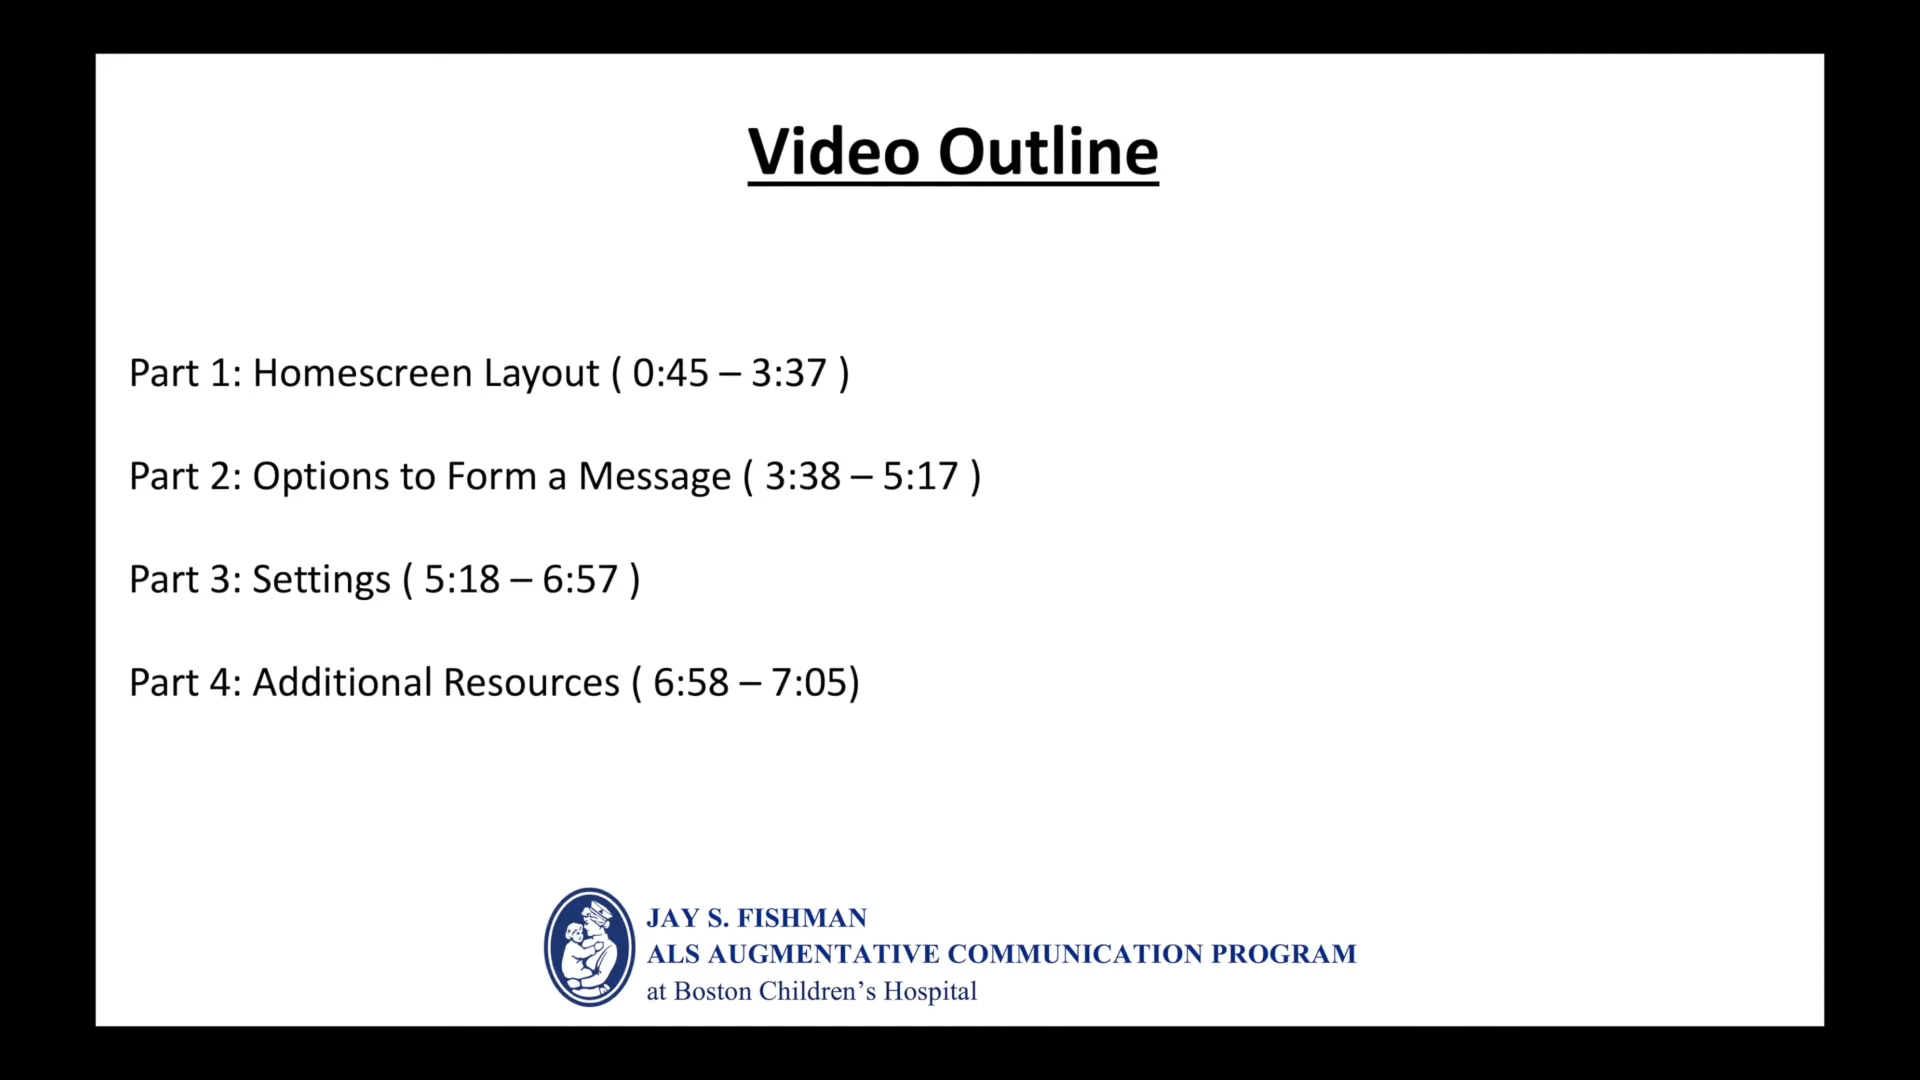 Video Outline
Part 1: Homescreen Layout ( 0:45 – 3:37 )
Part 2: Options to Form a Message ( 3:38 – 5:17 )
Part 3: Settings ( 5:18 – 6:57 )
Part 4: Additional Resources ( 6:58 – 7:05)
JAY S. FISHMAN
ALS AUGMENTATIVE COMMUNICATION PROGRAM
at Boston Children’s Hospital